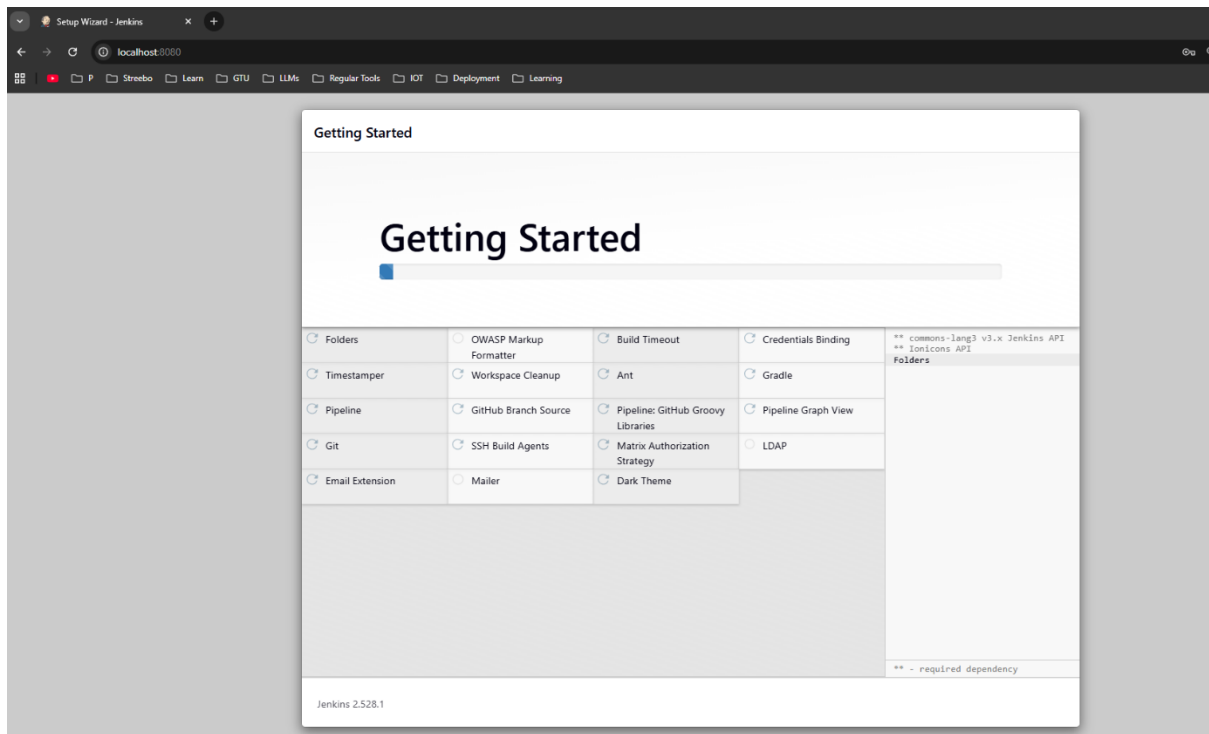 Setup Wizard - Jenkins
localhost:8080
P Streebo Learn GTU LLMs Regular Tools IOT Deployment Learning
Getting Started
Getting Started
Folders
OWASP Markup
Formatter
Build Timeout
Credentials Binding
Timestamper
Workspace Cleanup
Ant
Gradle
Pipeline
GitHub Branch Source
Pipeline: GitHub Groovy
Libraries
Pipeline Graph View
Git
SSH Build Agents
Matrix Authorization
Strategy
LDAP
Email Extension
Mailer
Dark Theme
** commons-lang3 v3.x Jenkins API
** Ionicons API
Folders
** - required dependency
Jenkins 2.528.1